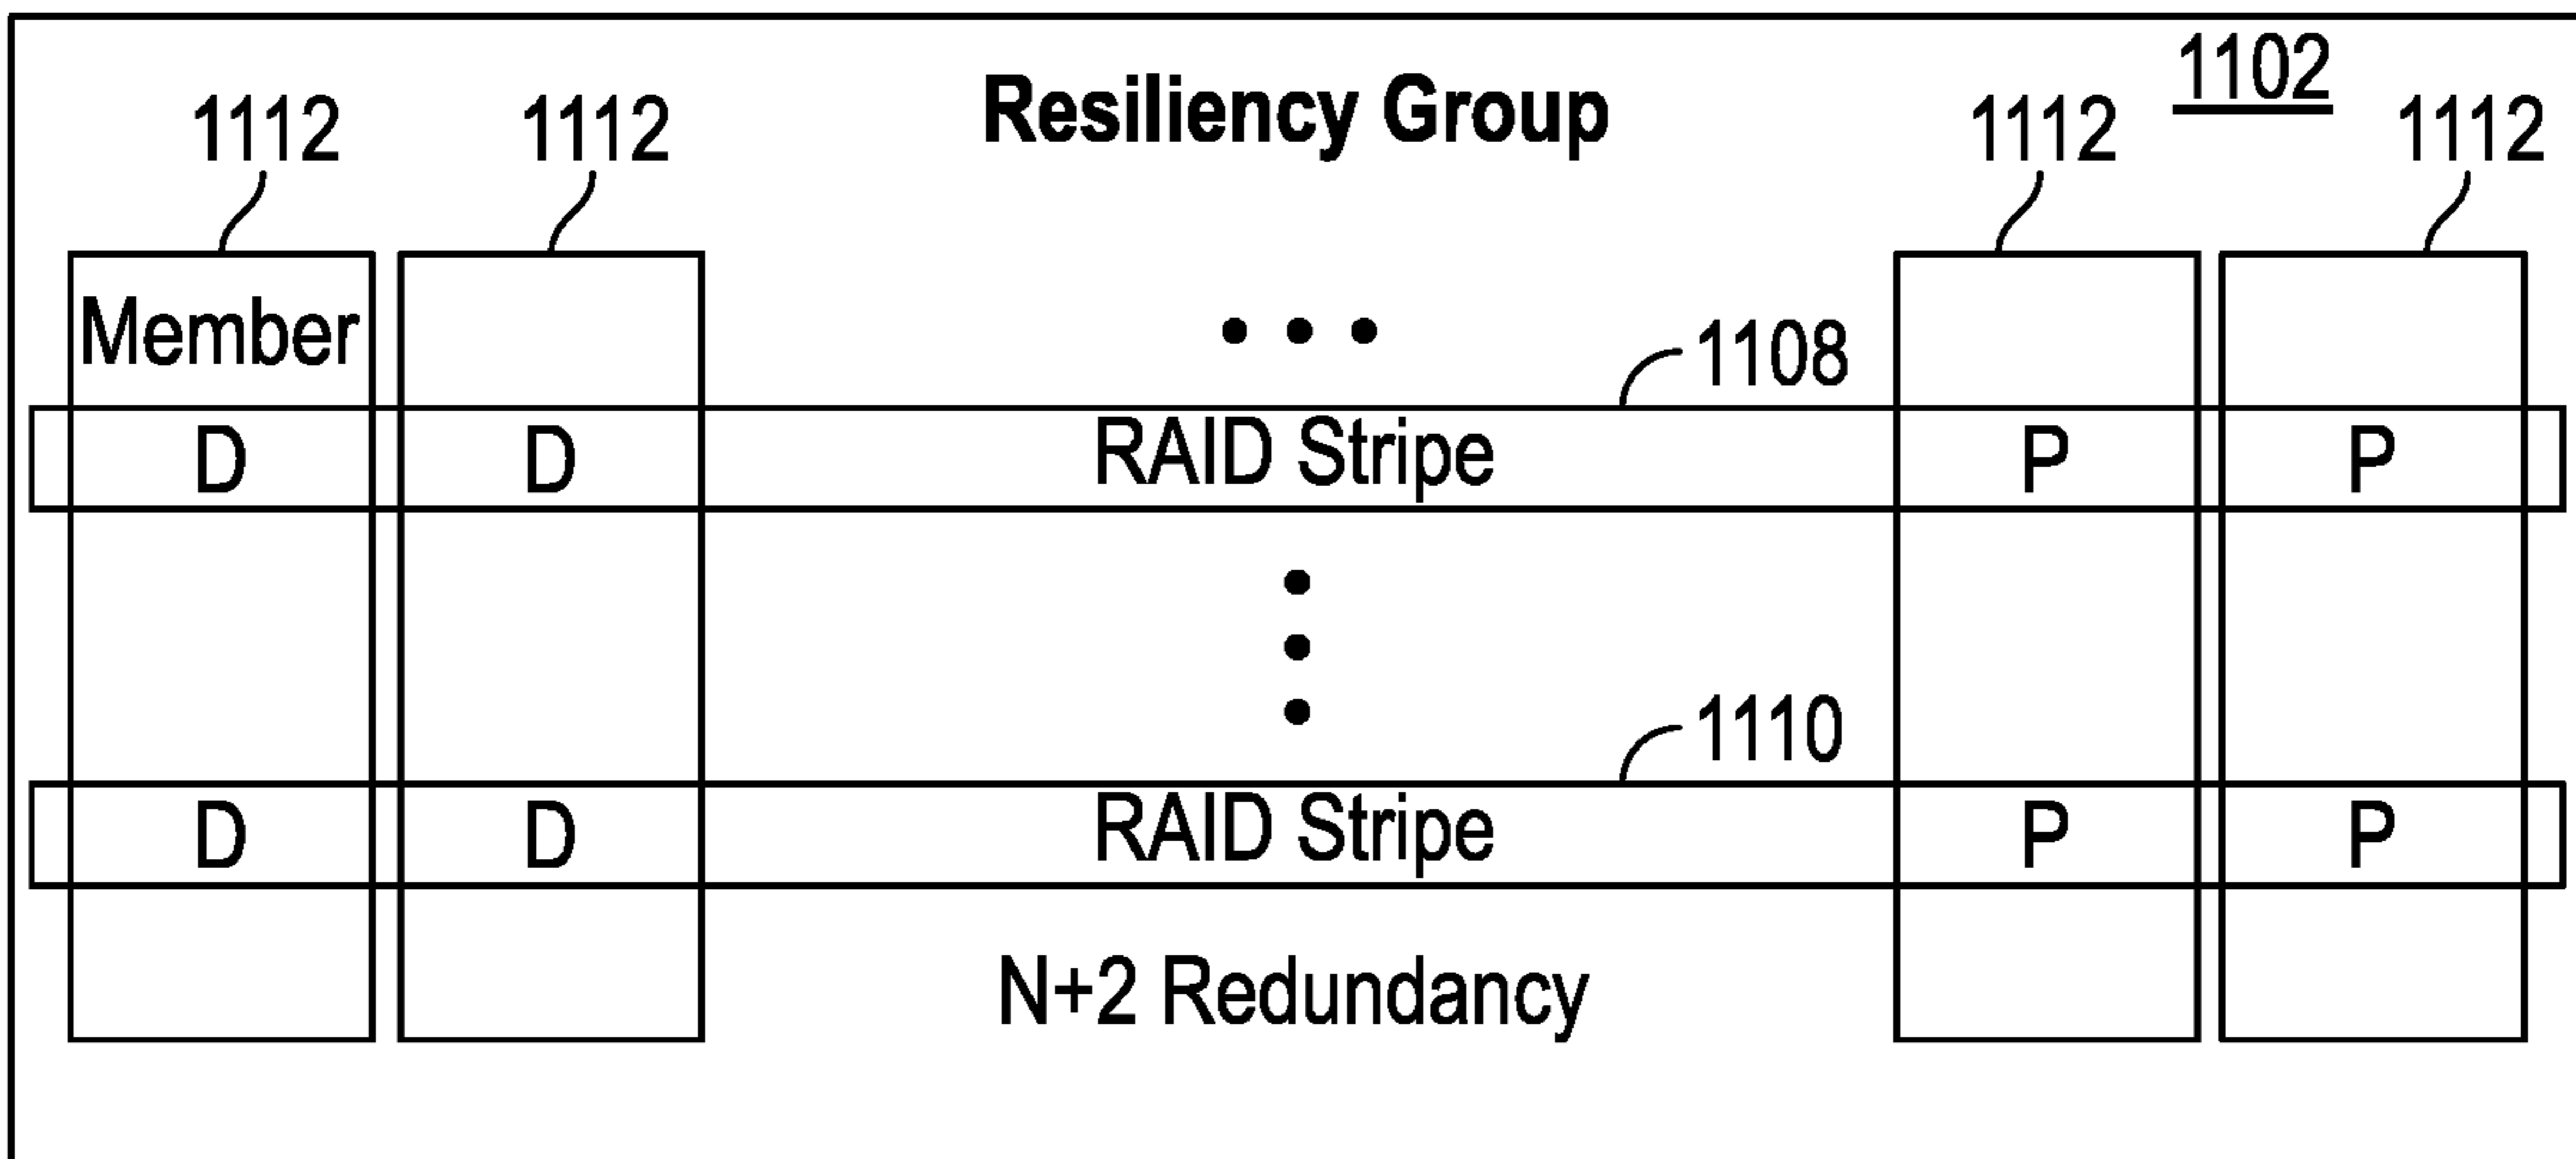 1102
Resiliency Group
1112 1112 1112 1112
Member
1108
D D RAID Stripe P P
1110
D D RAID Stripe P P
N+2 Redundancy